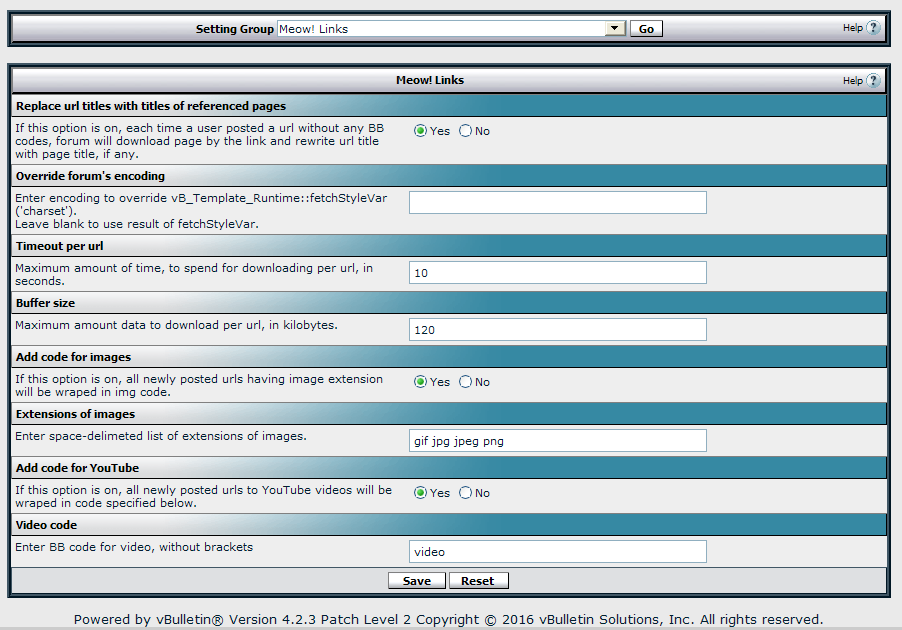 Setting Group Meow! Links Go Help ?
Meow! Links Help ?
Replace url titles with titles of referenced pages
If this option is on, each time a user posted a url without any BB
codes, forum will download page by the link and rewrite url title
with page title, if any.
Yes No
Override forum's encoding
Enter encoding to override vB_Template_Runtime::fetchStyleVar
('charset').
Leave blank to use result of fetchStyleVar.
Timeout per url
Maximum amount of time, to spend for downloading per url, in
seconds.
10
Buffer size
Maximum amount data to download per url, in kilobytes.
120
Add code for images
If this option is on, all newly posted urls having image extension
will be wraped in img code.
Yes No
Extensions of images
Enter space-delimeted list of extensions of images.
gif jpg jpeg png
Add code for YouTube
If this option is on, all newly posted urls to YouTube videos will be
wraped in code specified below.
Yes No
Video code
Enter BB code for video, without brackets
video
Save Reset
Powered by vBulletin® Version 4.2.3 Patch Level 2 Copyright © 2016 vBulletin Solutions, Inc. All rights reserved.